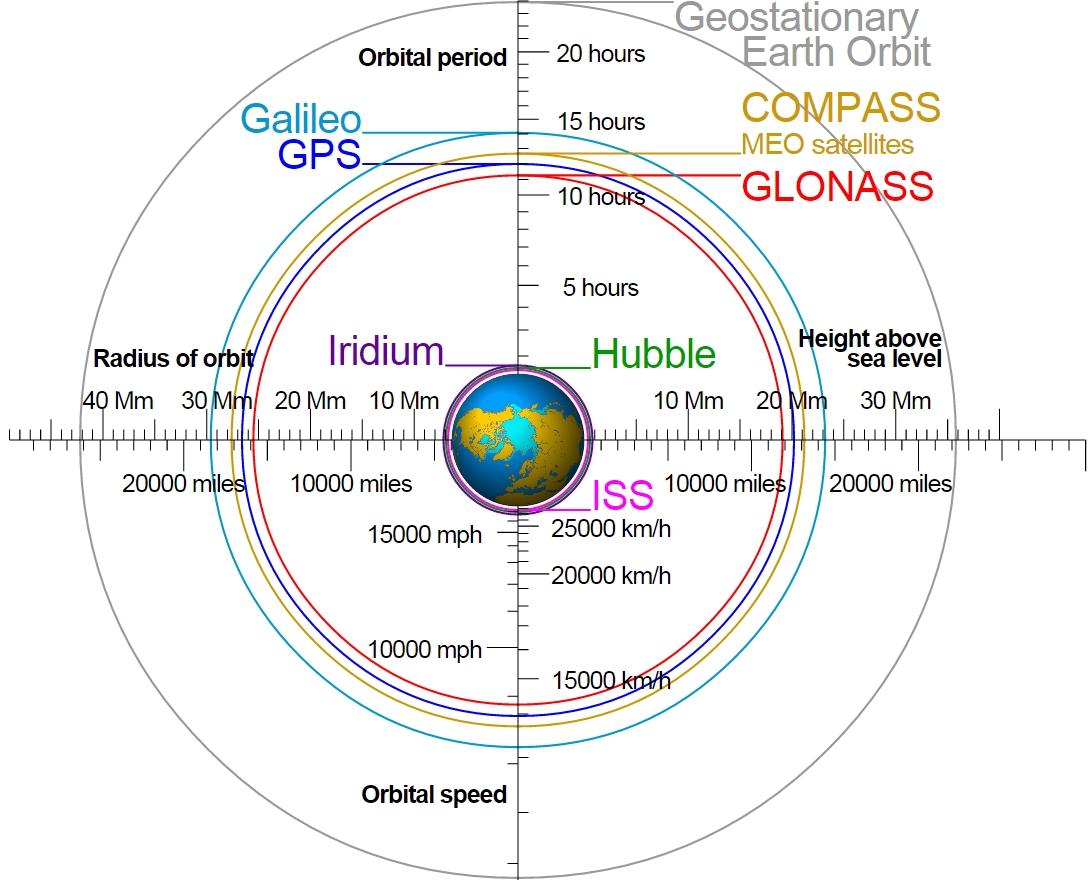 Geostationary
Earth Orbit
Orbital period
20 hours
COMPASS
Galileo
15 hours
MEO satellites
GPS
GLONASS
10 hours
5 hours
Iridium
Hubble
Height above
sea level
Radius of orbit
40 Mm
30 Mm
20 Mm
10 Mm
10 Mm
20 Mm
30 Mm
20000 miles
10000 miles
10000 miles
20000 miles
ISS
15000 mph
25000 km/h
20000 km/h
10000 mph
15000 km/h
Orbital speed